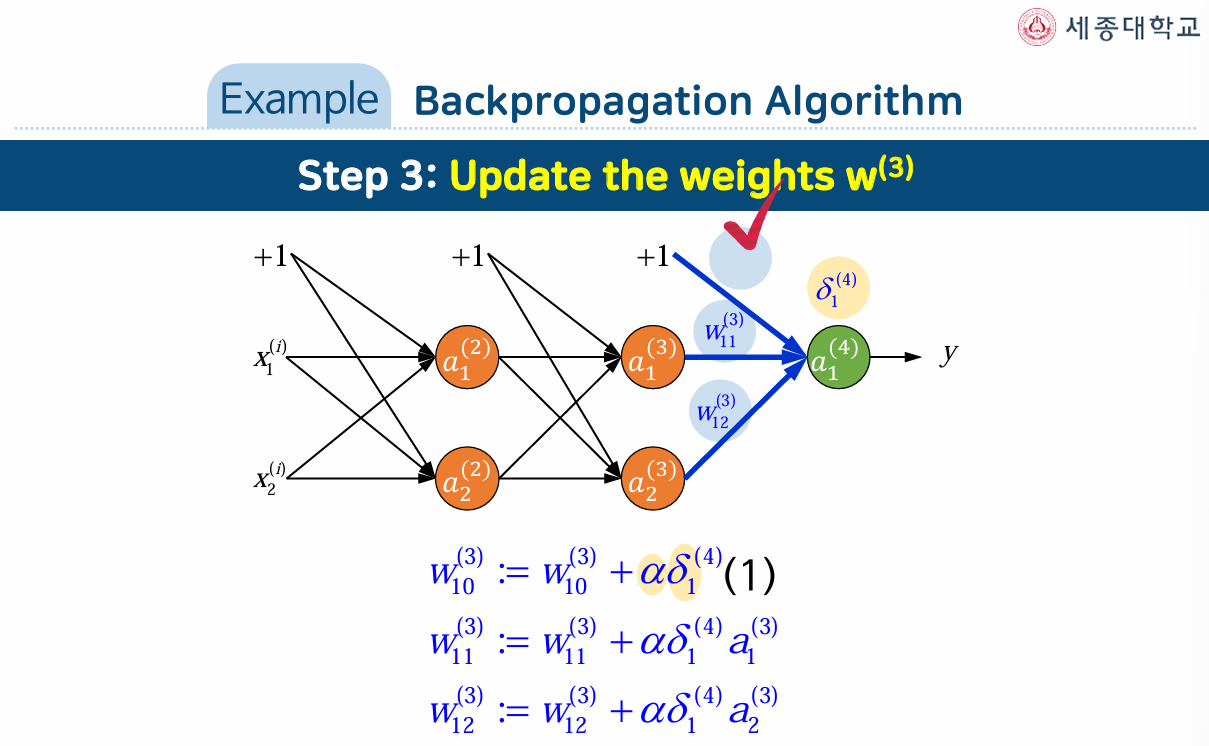 세종대학교
Example Backpropagation Algorithm
Step 3: Update the weights w⁽³⁾
+1 +1 +1
δ₁⁽⁴⁾
w₁₁⁽³⁾
x₁⁽ⁱ⁾ a₁⁽²⁾ a₁⁽³⁾ a₁⁽⁴⁾ y
w₁₂⁽³⁾
x₂⁽ⁱ⁾ a₂⁽²⁾ a₂⁽³⁾
w₁₀⁽³⁾ := w₁₀⁽³⁾ + αδ₁⁽⁴⁾(1)
w₁₁⁽³⁾ := w₁₁⁽³⁾ + αδ₁⁽⁴⁾ a₁⁽³⁾
w₁₂⁽³⁾ := w₁₂⁽³⁾ + αδ₁⁽⁴⁾ a₂⁽³⁾